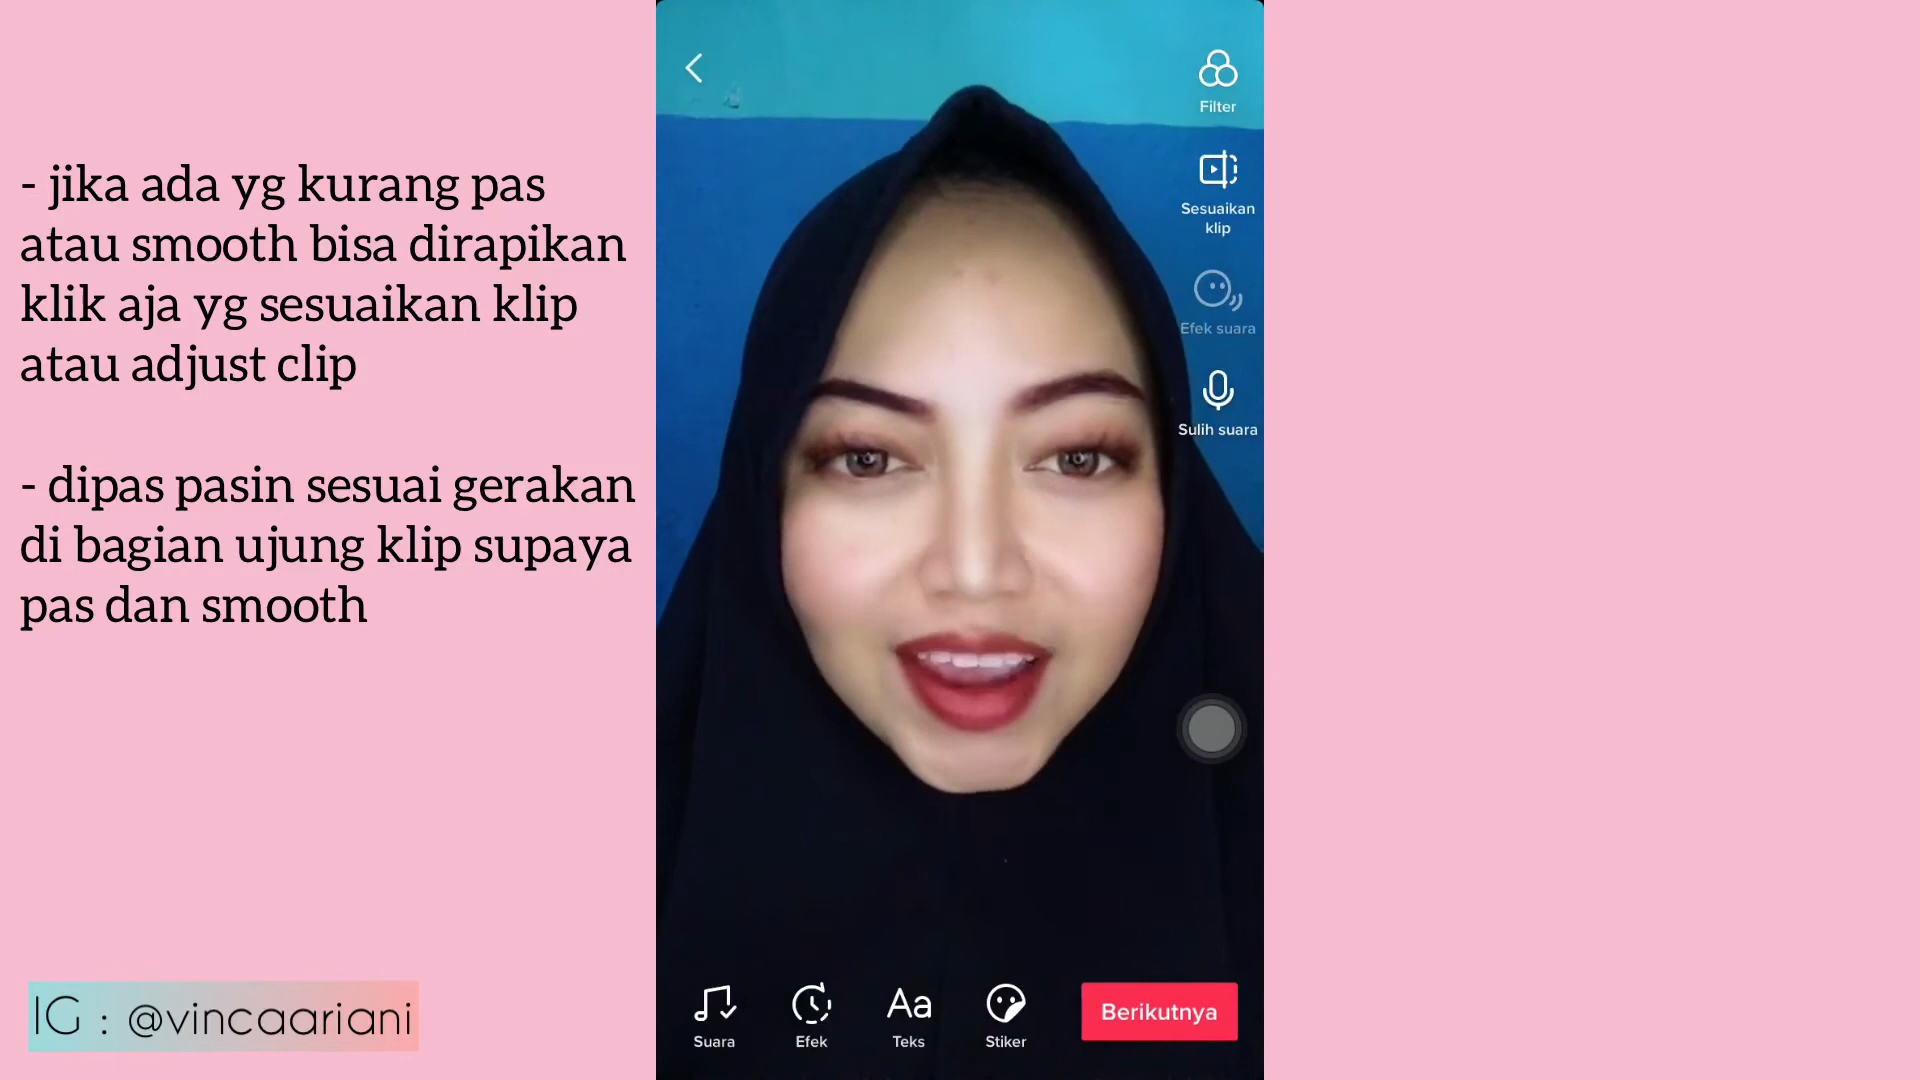 - jika ada yg kurang pas
atau smooth bisa dirapikan
klik aja yg sesuaikan klip
atau adjust clip
- dipas pasin sesuai gerakan
di bagian ujung klip supaya
pas dan smooth
IG : @vincaariani
Filter
Sesuaikan
klip
Efek suara
Sulih suara
Suara
Efek
Aa
Teks
Stiker
Berikutnya